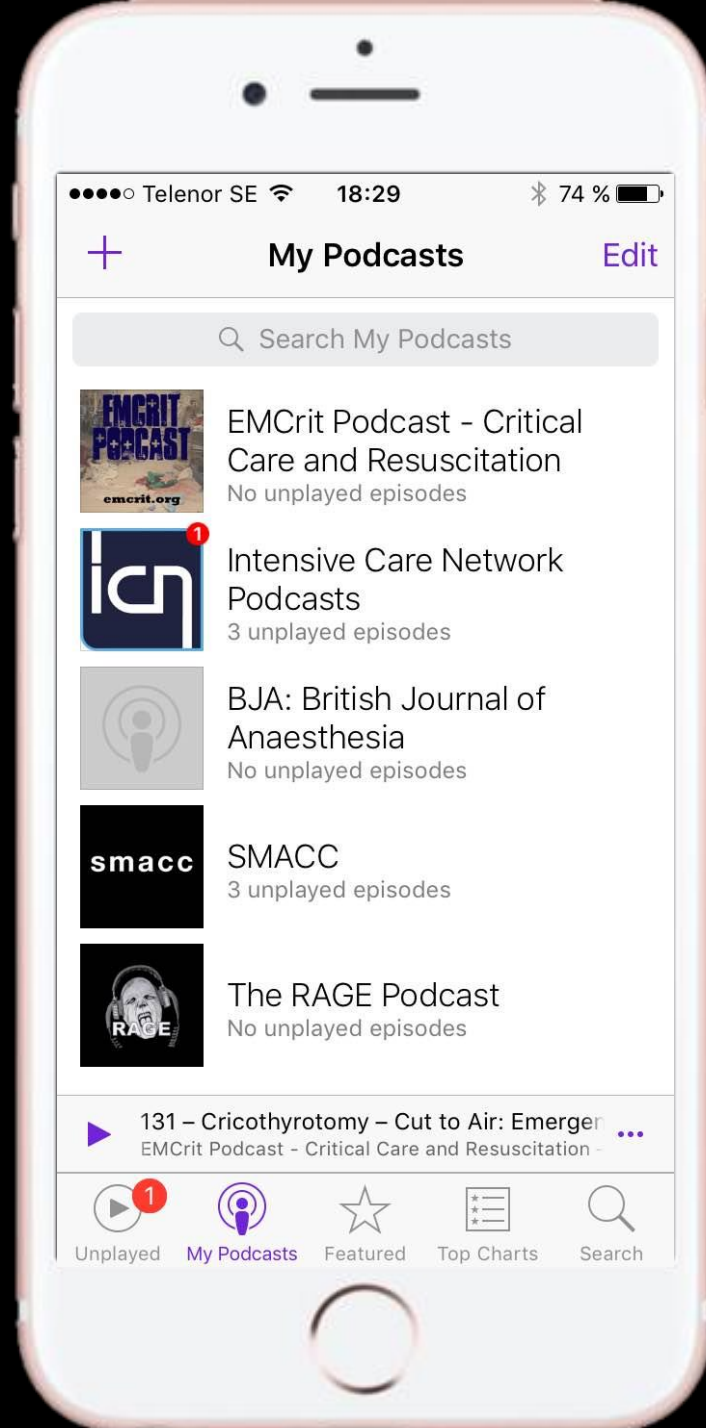 Telenor SE 18:29 74 %
+ My Podcasts Edit
Search My Podcasts
EMCRIT
PODCAST
emcrit.org
EMCrit Podcast - Critical
Care and Resuscitation
No unplayed episodes
1
icn
Intensive Care Network
Podcasts
3 unplayed episodes
BJA: British Journal of
Anaesthesia
No unplayed episodes
smacc
SMACC
3 unplayed episodes
RAGE
The RAGE Podcast
No unplayed episodes
131 – Cricothyrotomy – Cut to Air: Emergen
EMCrit Podcast - Critical Care and Resuscitation -
1
Unplayed My Podcasts Featured Top Charts Search